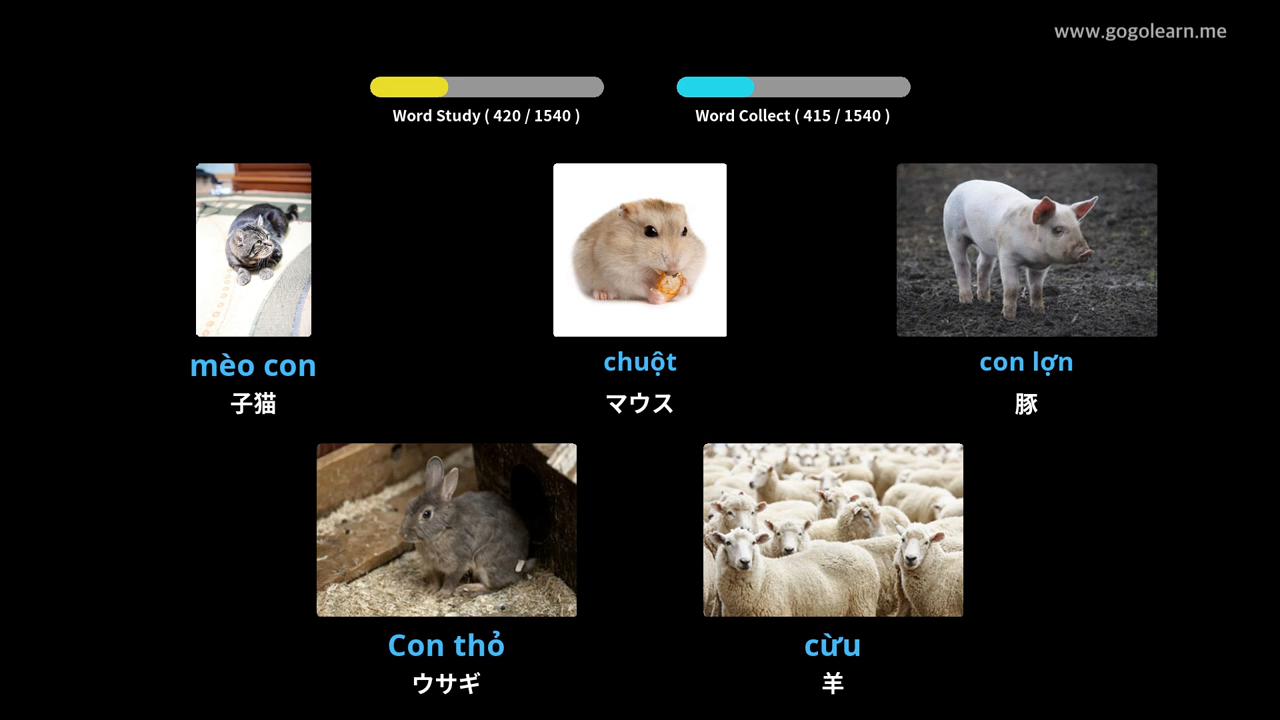 www.gogolearn.me
Word Study ( 420 / 1540 )
Word Collect ( 415 / 1540 )
mèo con
子猫
chuột
マウス
con lợn
豚
Con thỏ
ウサギ
cừu
羊